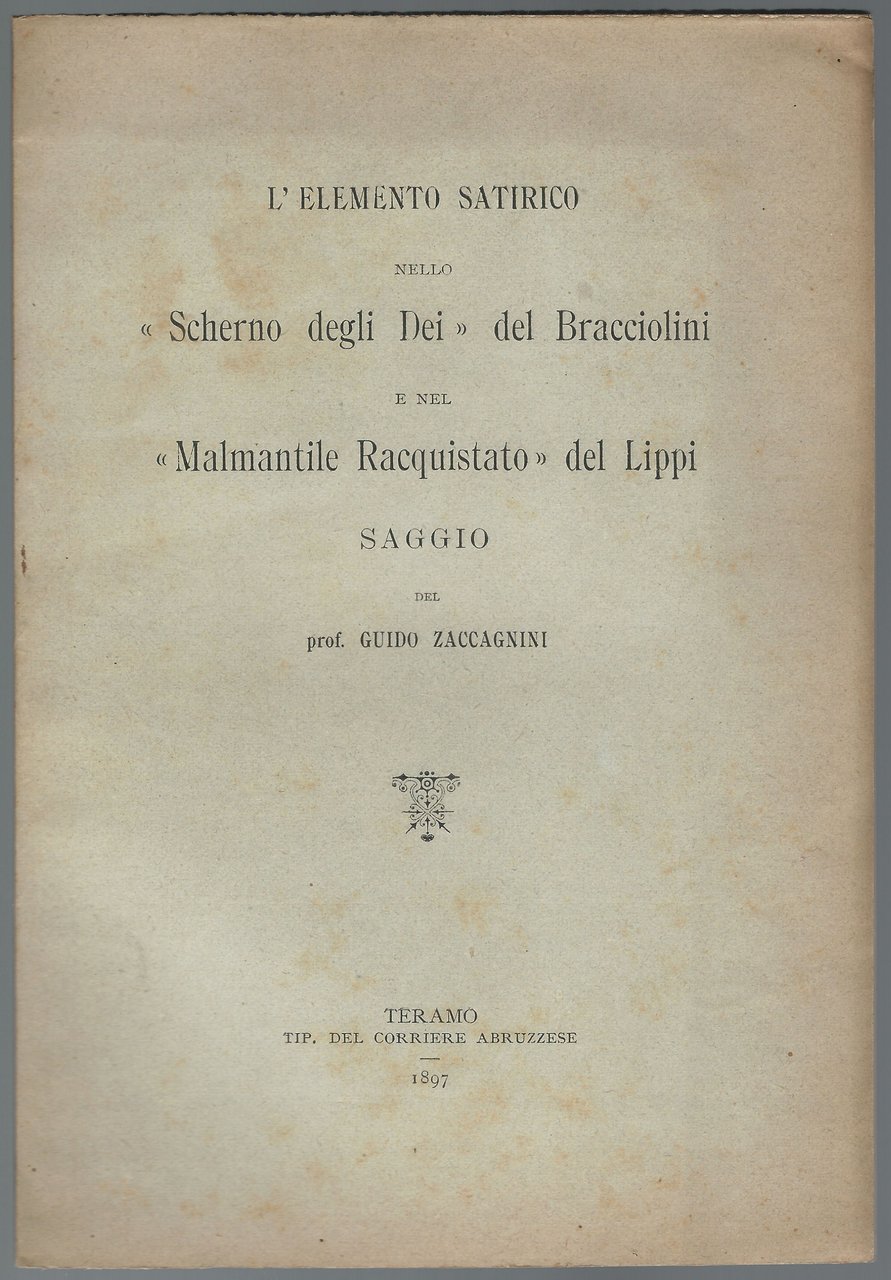 L' ELEMENTO SATIRICO
NELLO
« Scherno degli Dei » del Bracciolini
E NEL
« Malmantile Racquistato » del Lippi
SAGGIO
DEL
prof. GUIDO ZACCAGNINI
TERAMO
TIP. DEL CORRIERE ABRUZZESE
1897